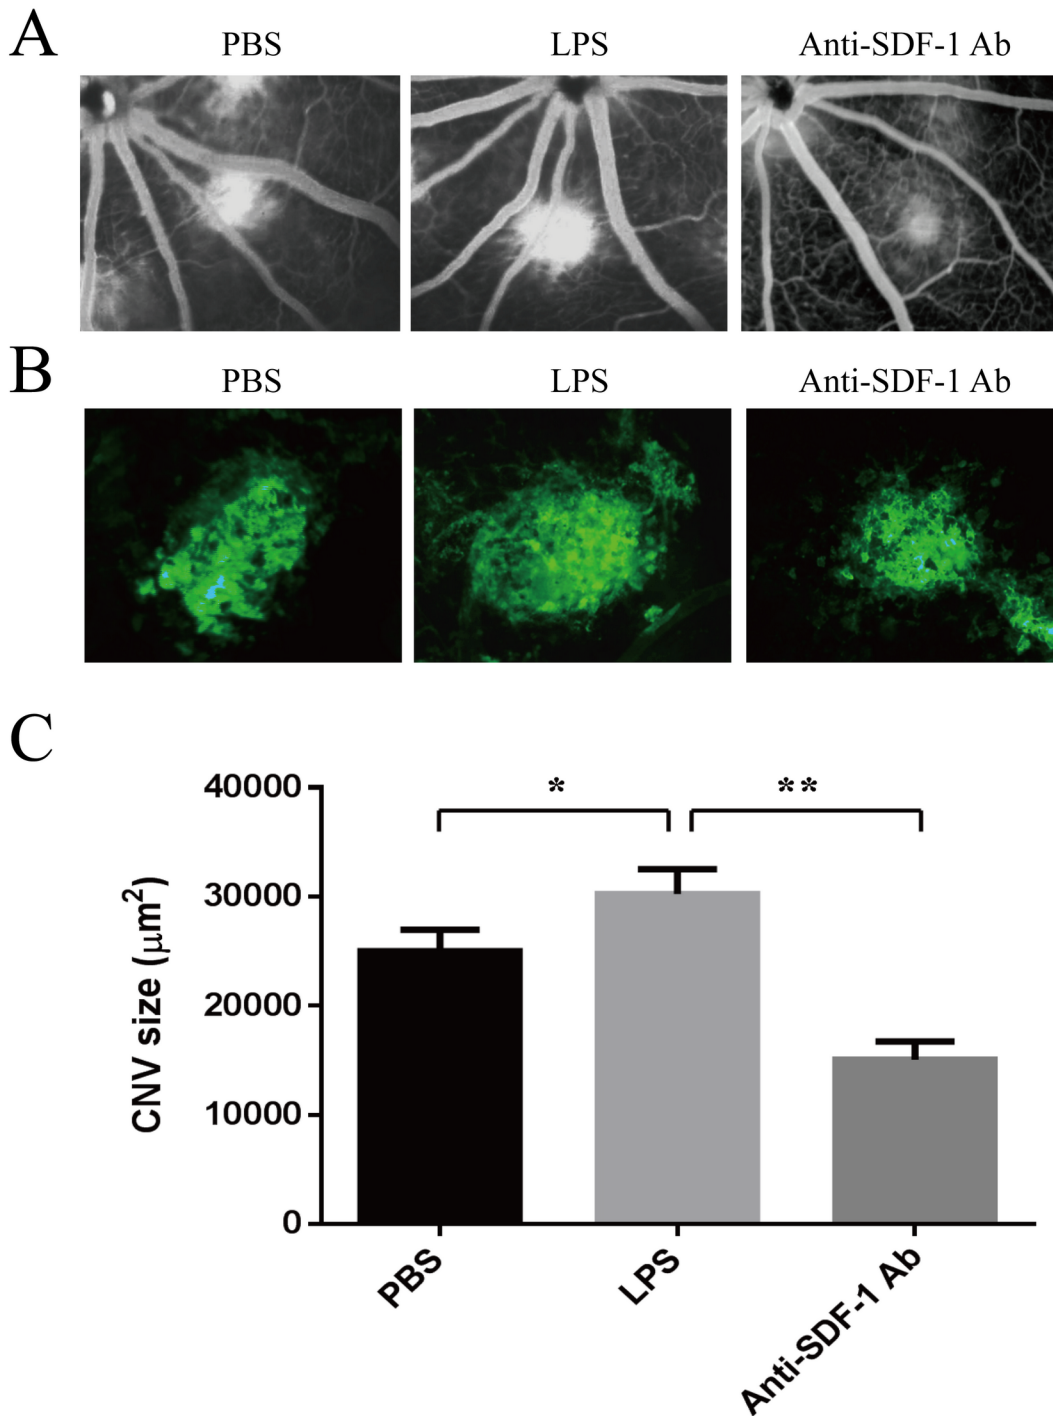 A
PBS LPS Anti-SDF-1 Ab
B
PBS LPS Anti-SDF-1 Ab
C
* **
40000
30000
20000
10000
0
CNV size (μm²)
PBS
LPS
Anti-SDF-1 Ab